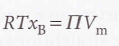 RTx_B = ΠV_m